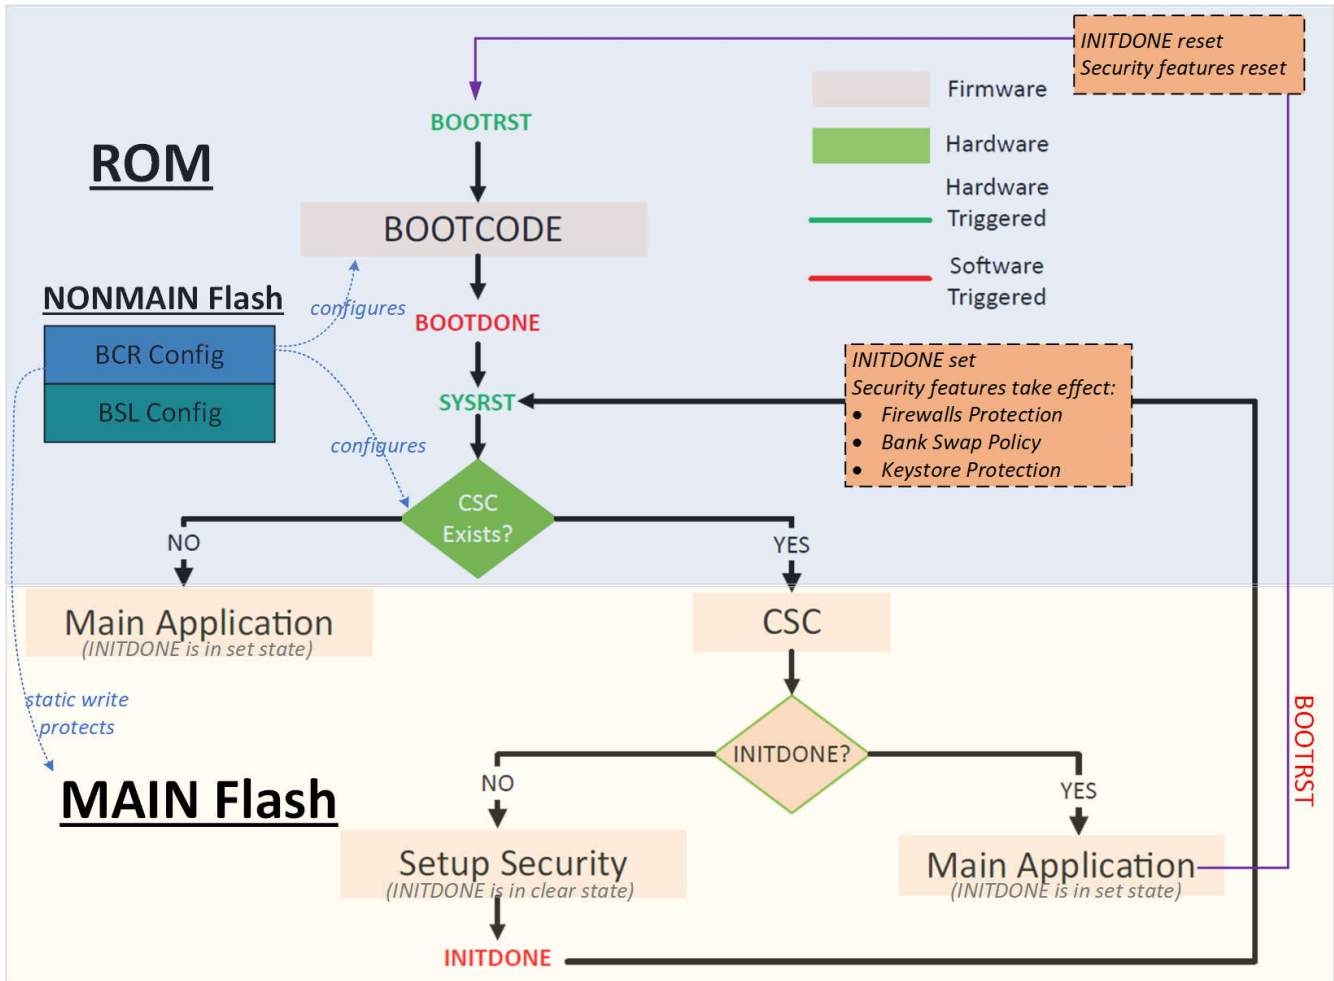 INITDONE reset
Security features reset
Firmware
Hardware
Hardware
Triggered
Software
Triggered
ROM
BOOTRST
BOOTCODE
NONMAIN Flash
configures
BOOTDONE
BCR Config
BSL Config
SYSRST
INITDONE set
Security features take effect:
• Firewalls Protection
• Bank Swap Policy
• Keystore Protection
configures
CSC
Exists?
NO
YES
Main Application
(INITDONE is in set state)
CSC
static write
protects
MAIN Flash
INITDONE?
NO
YES
BOOTRST
Setup Security
(INITDONE is in clear state)
Main Application
(INITDONE is in set state)
INITDONE